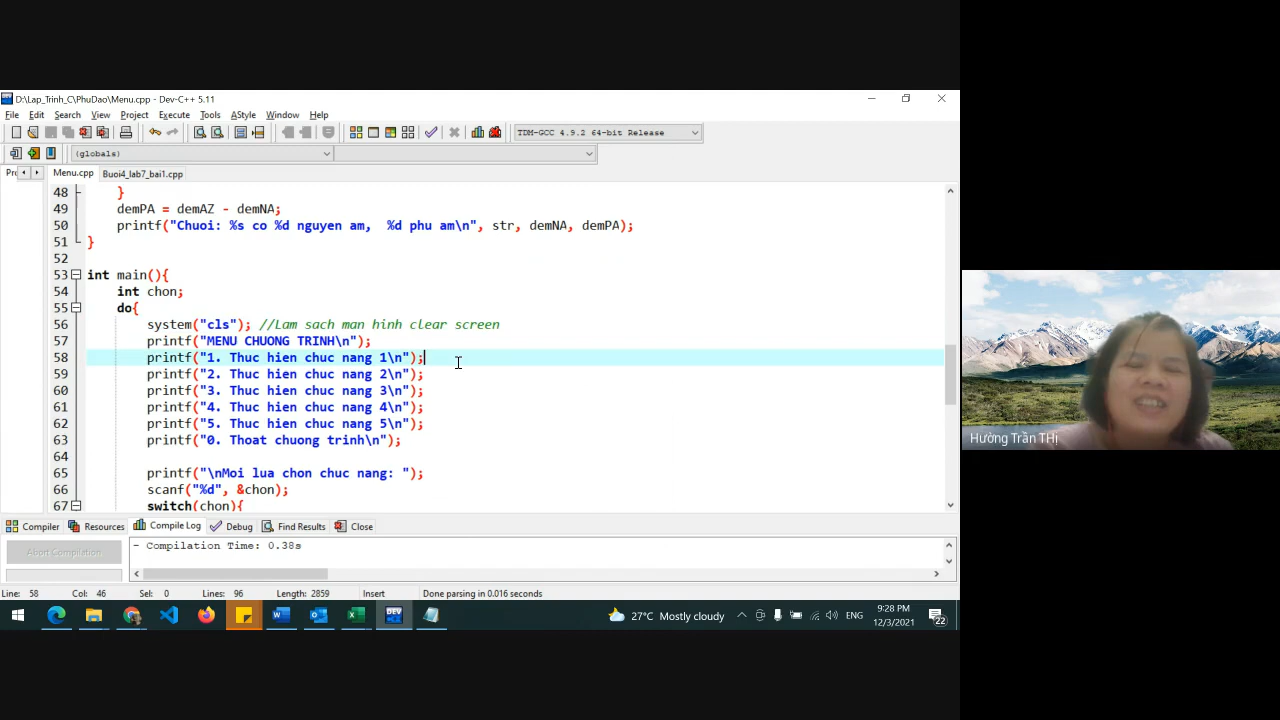 D:\Lap_Trinh_C\PhuDao\Menu.cpp - Dev-C++ 5.11
File Edit Search View Project Execute Tools AStyle Window Help
TDM-GCC 4.9.2 64-bit Release
(globals)
Menu.cpp Buoi4_lab7_bai1.cpp
48 }
49 demPA = demAZ - demNA;
50 printf("Chuoi: %s co %d nguyen am,  %d phu am\n", str, demNA, demPA);
51 }
52
53 int main(){
54 int chon;
55 do{
56 system("cls"); //Lam sach man hinh clear screen
57 printf("MENU CHUONG TRINH\n");
58 printf("1. Thuc hien chuc nang 1\n");
59 printf("2. Thuc hien chuc nang 2\n");
60 printf("3. Thuc hien chuc nang 3\n");
61 printf("4. Thuc hien chuc nang 4\n");
62 printf("5. Thuc hien chuc nang 5\n");
63 printf("0. Thoat chuong trinh\n");
64
65 printf("\nMoi lua chon chuc nang: ");
66 scanf("%d", &chon);
67 switch(chon){
Compiler Resources Compile Log Debug Find Results Close
Abort Compilation
- Compilation Time: 0.38s
Line: 58 Col: 46 Sel: 0 Lines: 96 Length: 2859 Insert Done parsing in 0.016 seconds
27°C Mostly cloudy ENG 9:28 PM
12/3/2021
22
Hường Trần THị